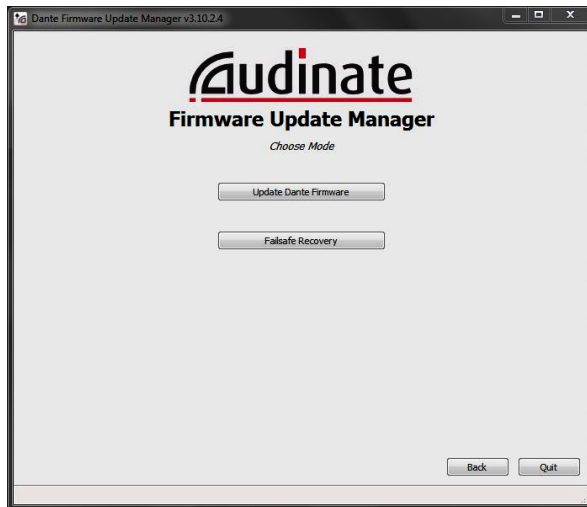 Dante Firmware Update Manager v3.10.2.4
Audinate
Firmware Update Manager
Choose Mode
Update Dante Firmware
Failsafe Recovery
Back
Quit